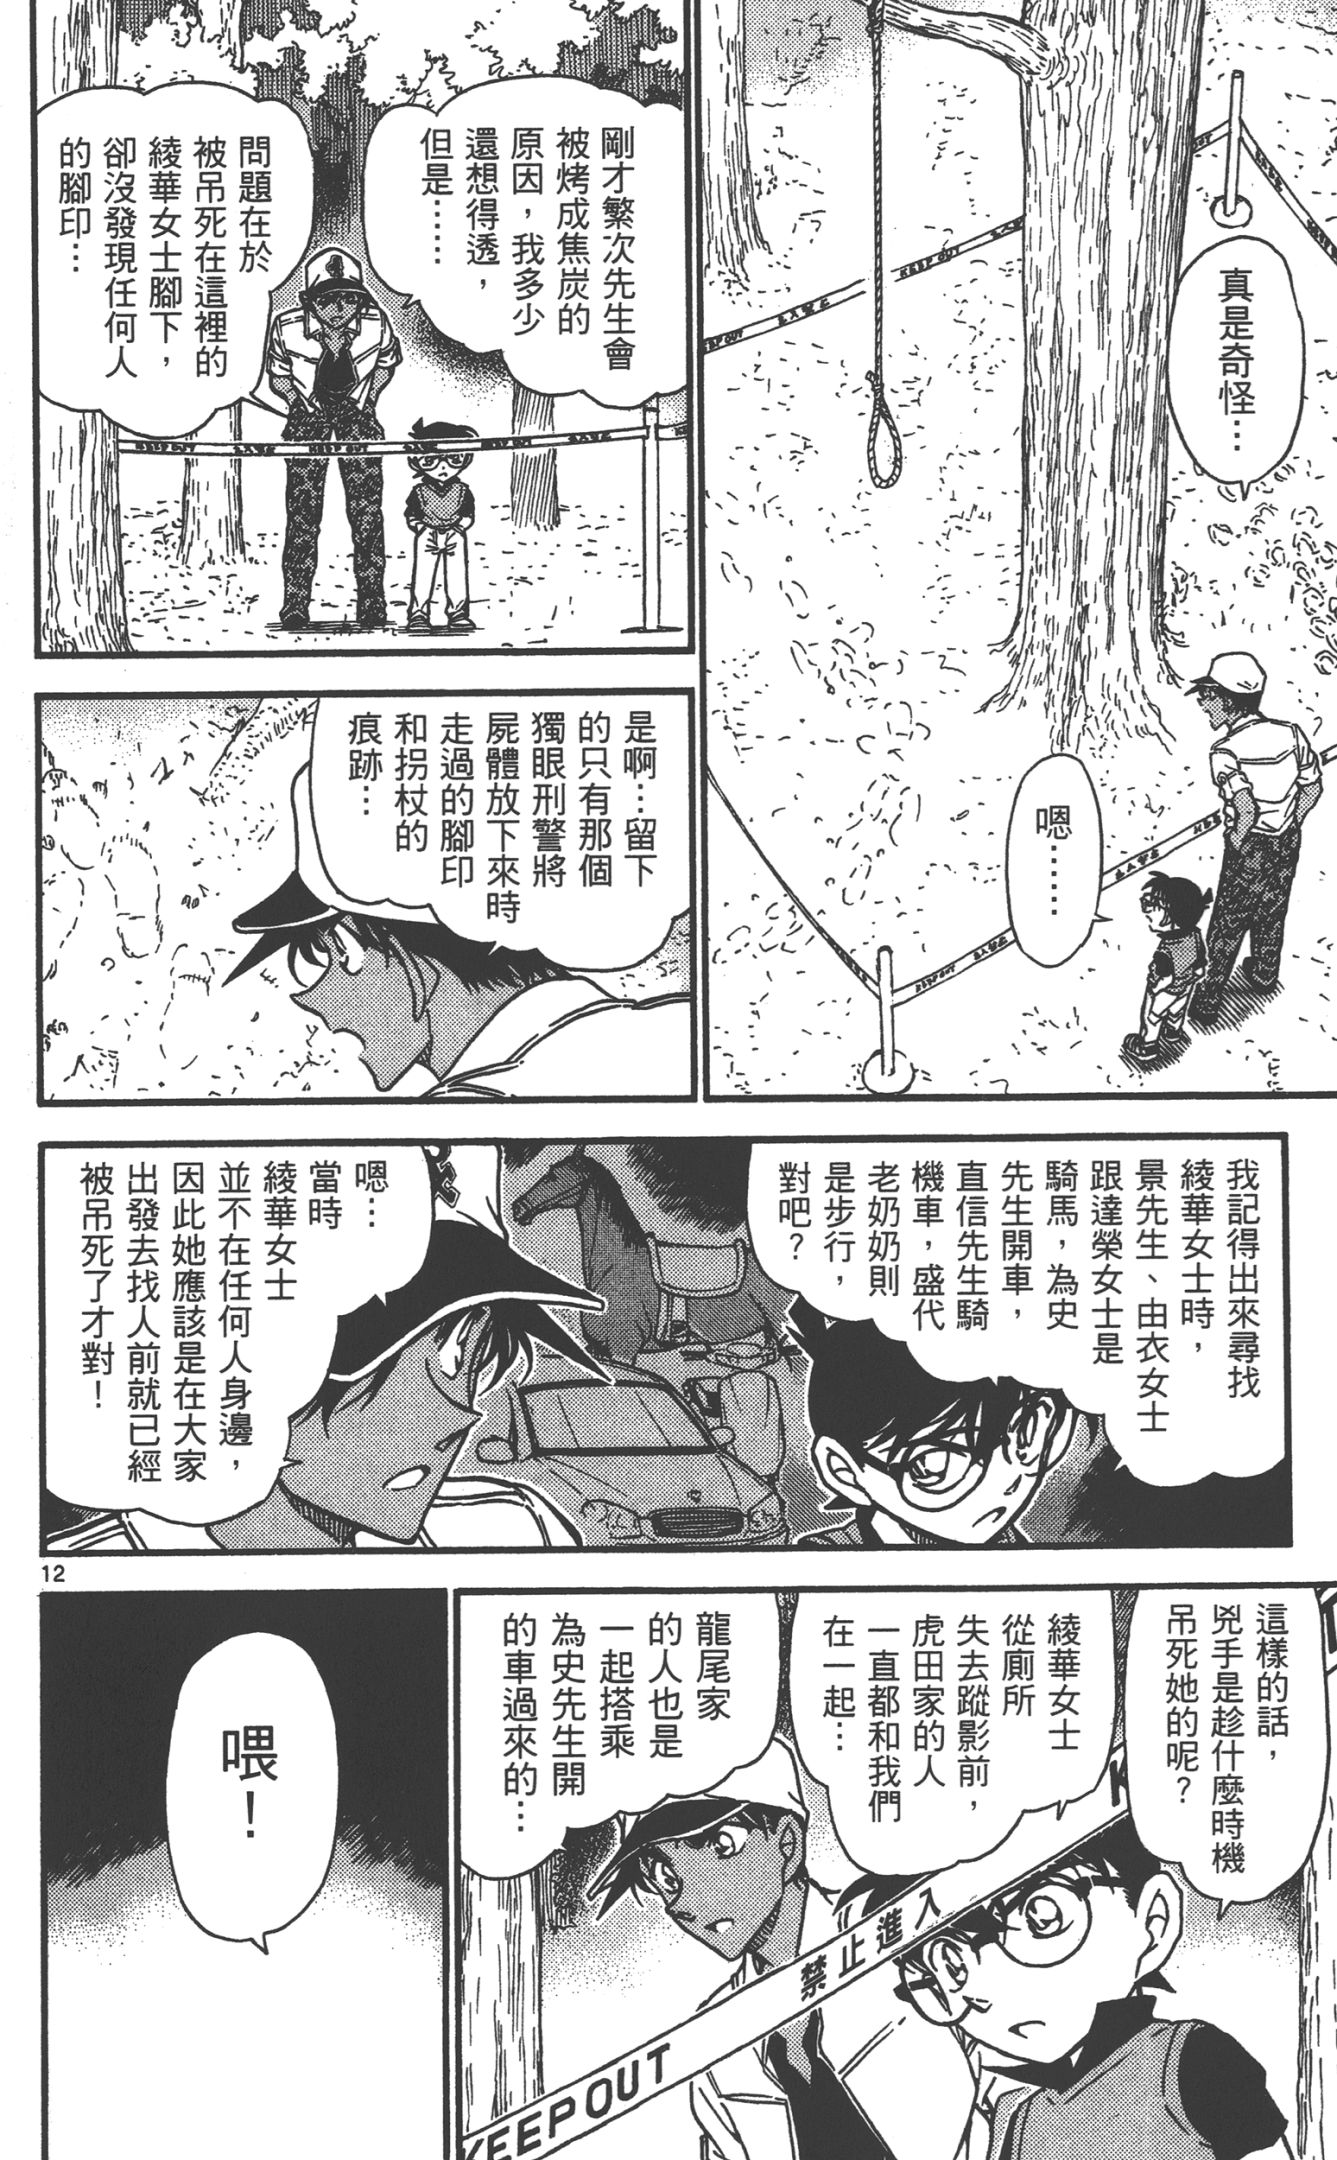 真是奇怪…
嗯……
KEEP OUT
KEEP OUT
KEEP OUT
剛才繁次先生會
被烤成焦炭的
原因，我多少
還想得透，
但是……
問題在於
被吊死在這裡的
綾華女士腳下，
卻沒發現任何人
的腳印…
KEEP OUT
KEEP OUT
KEEP OUT
是啊…留下
的只有那個
獨眼刑警將
屍體放下來時
走過的腳印
和拐杖的
痕跡…
我記得出來尋找
綾華女士時，
景先生、由衣女士
跟達榮女士是
騎馬，為史
先生開車，
直信先生騎
機車，盛代
老奶奶則
是步行，
對吧？
嗯…
當時
綾華女士
並不在任何人身邊，
因此她應該是在大家
出發去找人前就已經
被吊死了才對！
12
這樣的話，
兇手是趁什麼時機
吊死她的呢？
綾華女士
從廁所
失去蹤影前，
虎田家的人
一直都和我們
在一起…
龍尾家
的人也是
一起搭乘
為史先生開
的車過來的…
禁止進入
KEEP OUT
喂！